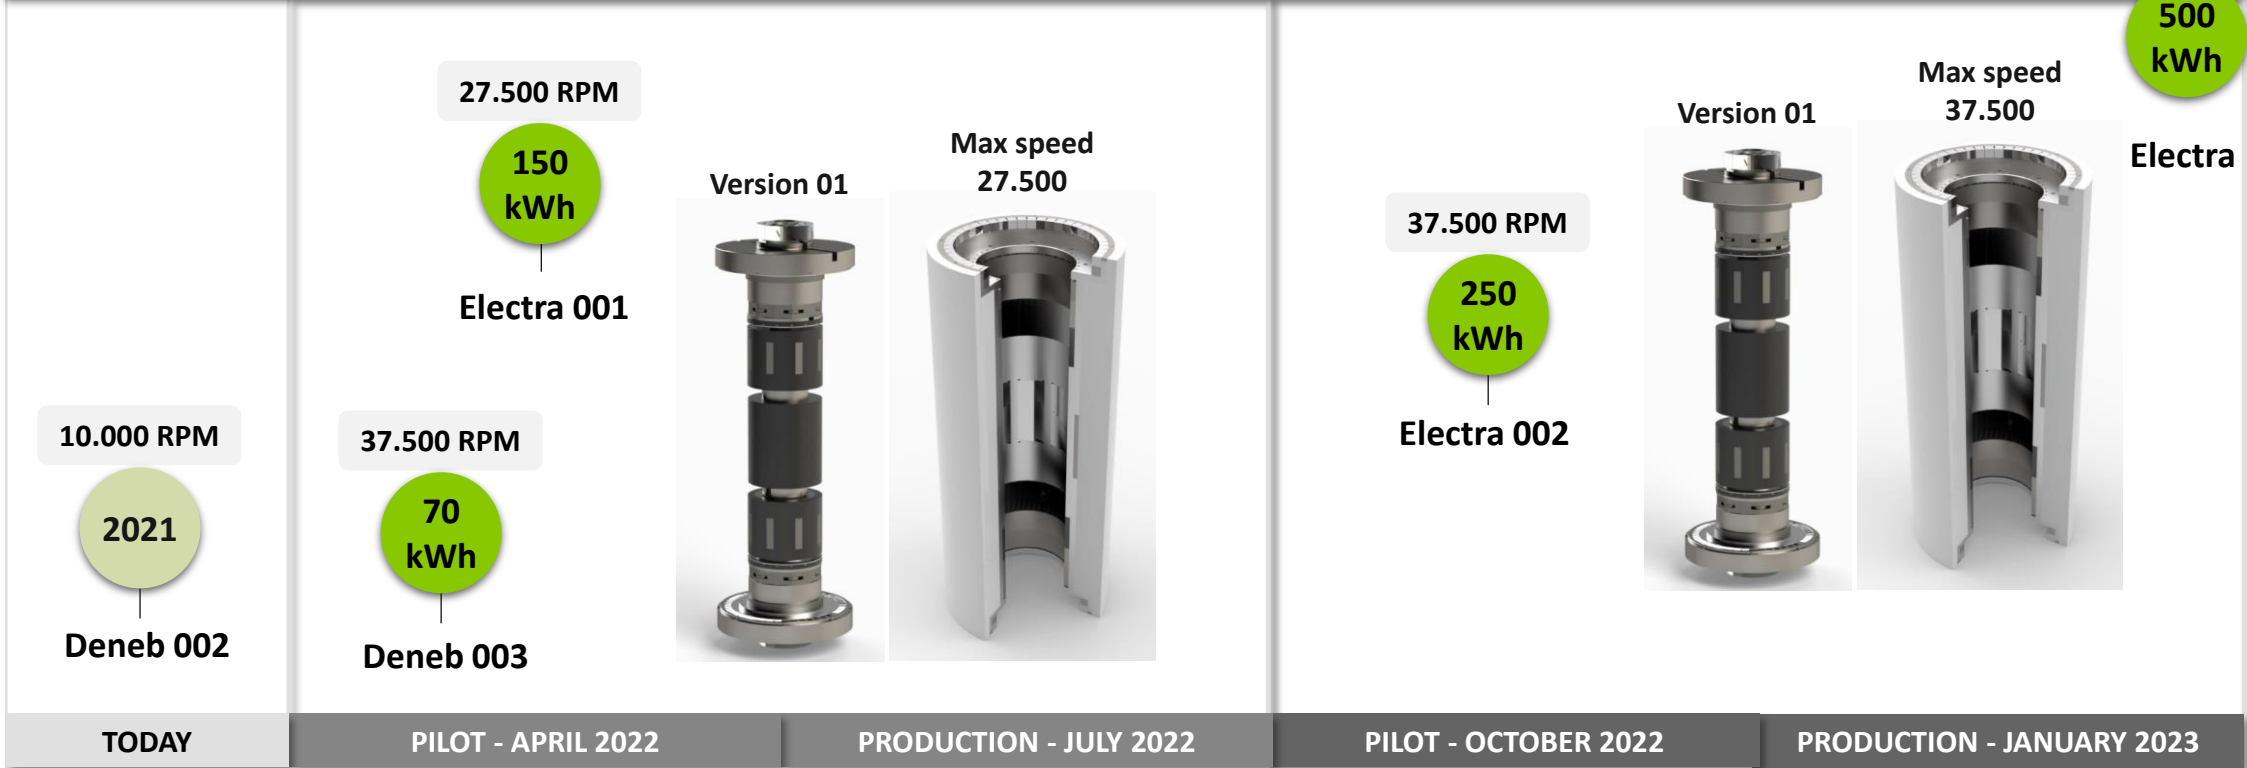 10.000 RPM
2021
Deneb 002
27.500 RPM
150
kWh
Electra 001
37.500 RPM
70
kWh
Deneb 003
Version 01
Max speed
27.500
37.500 RPM
250
kWh
Electra 002
Version 01
Max speed
37.500
500
kWh
Electra
TODAY
PILOT - APRIL 2022
PRODUCTION - JULY 2022
PILOT - OCTOBER 2022
PRODUCTION - JANUARY 2023